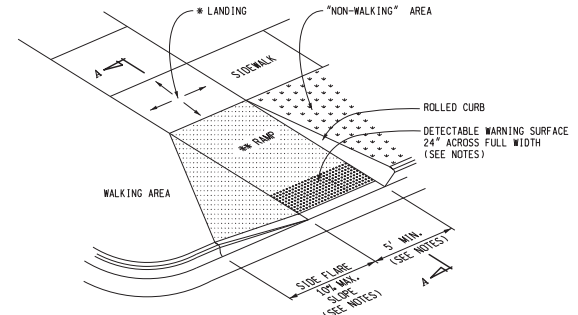 * LANDING
"NON-WALKING" AREA
A
SIDEWALK
ROLLED CURB
** RAMP
DETECTABLE WARNING SURFACE
24" ACROSS FULL WIDTH
(SEE NOTES)
WALKING AREA
5' MIN.
(SEE NOTES)
A
SIDE FLARE
10% MAX.
SLOPE
(SEE NOTES)